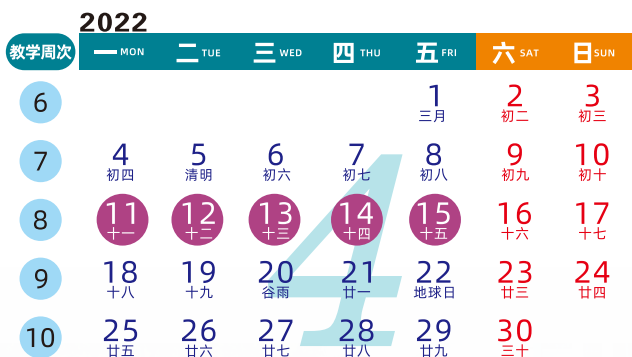 2022
教学周次 一 MON 二 TUE 三 WED 四 THU 五 FRI 六 SAT 日 SUN
4
6 1 2 3
三月 初二 初三
7 4 5 6 7 8 9 10
初四 清明 初六 初七 初八 初九 初十
8 11 12 13 14 15 16 17
十一 十二 十三 十四 十五 十六 十七
9 18 19 20 21 22 23 24
十八 十九 谷雨 廿一 地球日 廿三 廿四
10 25 26 27 28 29 30
廿五 廿六 廿七 廿八 廿九 三十